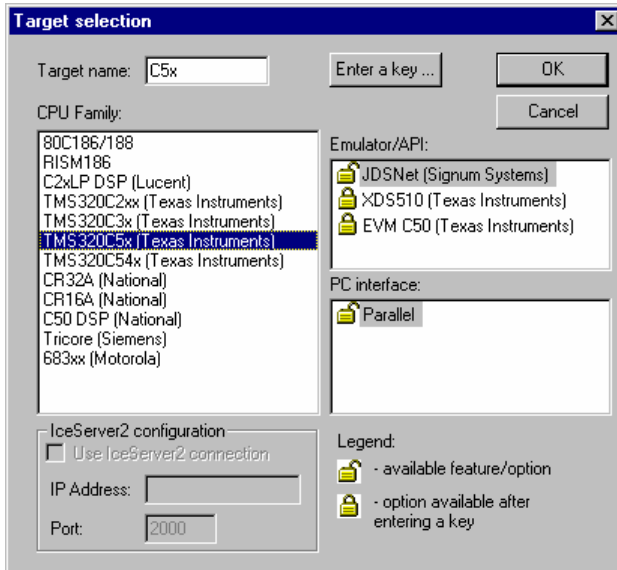 Target selection
Target name: C5x
Enter a key ...
OK
Cancel
CPU Family:
80C186/188
RISM186
C2xLP DSP (Lucent)
TMS320C2xx (Texas Instruments)
TMS320C3x (Texas Instruments)
TMS320C5x (Texas Instruments)
TMS320C54x (Texas Instruments)
CR32A (National)
CR16A (National)
C50 DSP (National)
Tricore (Siemens)
683xx (Motorola)
Emulator/API:
JDSNet (Signum Systems)
XDS510 (Texas Instruments)
EVM C50 (Texas Instruments)
PC interface:
Parallel
IceServer2 configuration
Use IceServer2 connection
IP Address:
Port: 2000
Legend:
- available feature/option
- option available after
entering a key